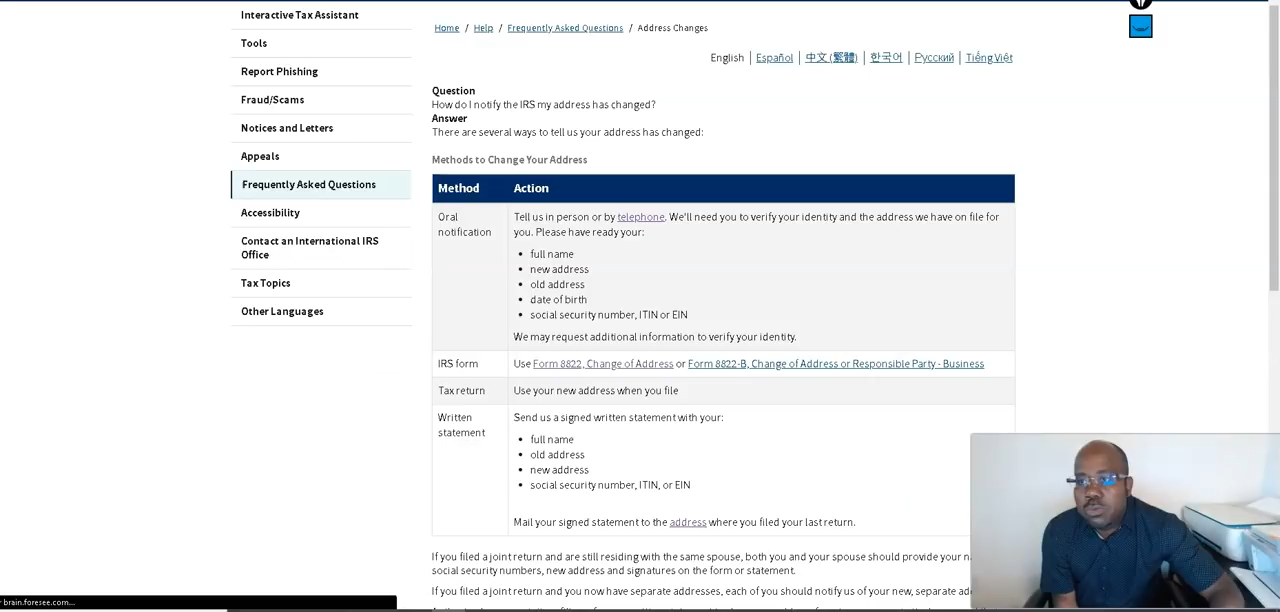 Interactive Tax Assistant
Tools
Report Phishing
Fraud/Scams
Notices and Letters
Appeals
Frequently Asked Questions
Accessibility
Contact an International IRS
Office
Tax Topics
Other Languages
Home / Help / Frequently Asked Questions / Address Changes
English | Español | 中文 (繁體) | 한국어 | Русский | Tiếng Việt
Question
How do I notify the IRS my address has changed?
Answer
There are several ways to tell us your address has changed:
Methods to Change Your Address
Method Action
Oral
notification
Tell us in person or by telephone. We'll need you to verify your identity and the address we have on file for
you. Please have ready your:
• full name
• new address
• old address
• date of birth
• social security number, ITIN or EIN
We may request additional information to verify your identity.
IRS form Use Form 8822, Change of Address or Form 8822-B, Change of Address or Responsible Party - Business
Tax return Use your new address when you file
Written
statement
Send us a signed written statement with your:
• full name
• old address
• new address
• social security number, ITIN, or EIN
Mail your signed statement to the address where you filed your last return.
If you filed a joint return and are still residing with the same spouse, both you and your spouse should provide your
social security numbers, new address and signatures on the form or statement.
If you filed a joint return and you now have separate addresses, each of you should notify us of your new, separate
brain.foresee.com...